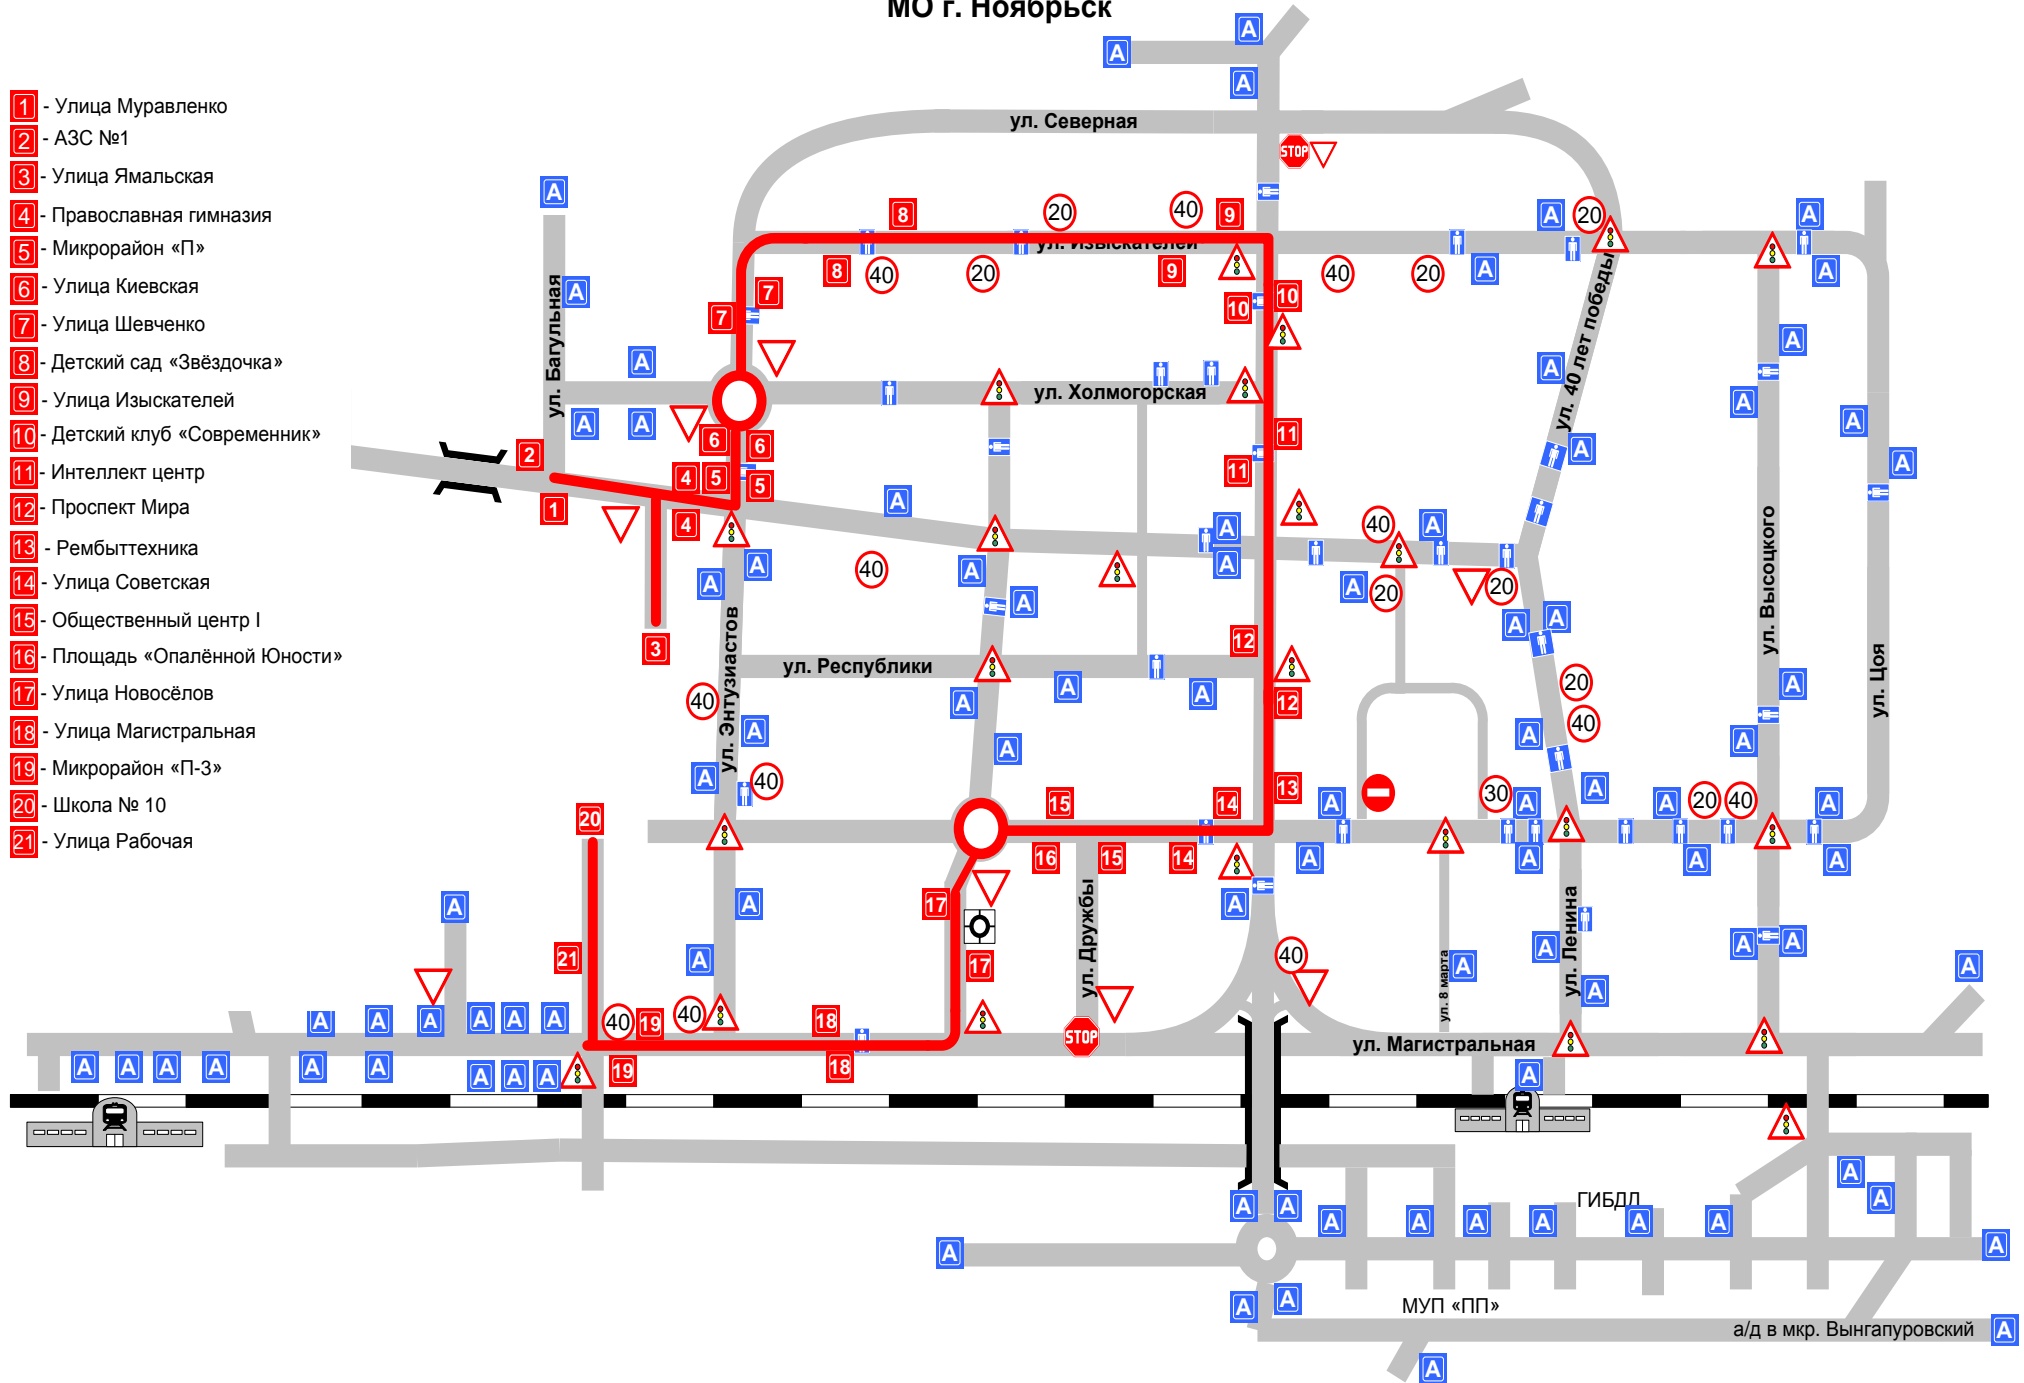 МО г. Ноябрьск
1 - Улица Муравленко
2 - АЗС №1
3 - Улица Ямальская
4 - Православная гимназия
5 - Микрорайон «П»
6 - Улица Киевская
7 - Улица Шевченко
8 - Детский сад «Звёздочка»
9 - Улица Изыскателей
10 - Детский клуб «Современник»
11 - Интеллект центр
12 - Проспект Мира
13 - Рембыттехника
14 - Улица Советская
15 - Общественный центр I
16 - Площадь «Опалённой Юности»
17 - Улица Новосёлов
18 - Улица Магистральная
19 - Микрорайон «П-3»
20 - Школа № 10
21 - Улица Рабочая
ул. Северная
STOP
ул. Изыскателей
ул. Багульная
ул. Холмогорская
ул. 40 лет победы
ул. Высоцкого
ул. Энтузиастов
ул. Республики
ул. Цоя
ул. Дружбы
ул. 8 марта
ул. Ленина
STOP
ул. Магистральная
ГИБДД
МУП «ПП»
а/д в мкр. Вынгапуровский